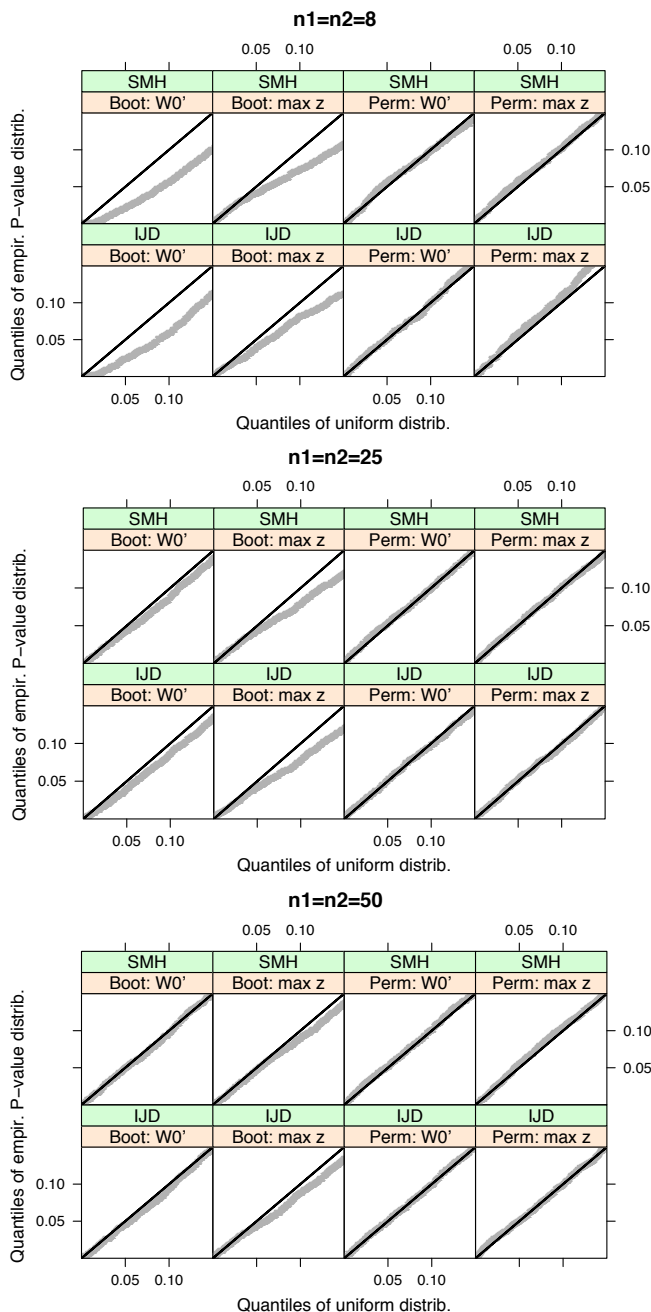 n1=n2=8
0.05 0.10 0.05 0.10
SMH SMH SMH SMH
Boot: W0' Boot: max z Perm: W0' Perm: max z
0.10
0.05
IJD IJD IJD IJD
Boot: W0' Boot: max z Perm: W0' Perm: max z
0.10
0.05
0.05 0.10 0.05 0.10
Quantiles of uniform distrib.
Quantiles of empir. P−value distrib.
n1=n2=25
0.05 0.10 0.05 0.10
SMH SMH SMH SMH
Boot: W0' Boot: max z Perm: W0' Perm: max z
0.10
0.05
IJD IJD IJD IJD
Boot: W0' Boot: max z Perm: W0' Perm: max z
0.10
0.05
0.05 0.10 0.05 0.10
Quantiles of uniform distrib.
Quantiles of empir. P−value distrib.
n1=n2=50
0.05 0.10 0.05 0.10
SMH SMH SMH SMH
Boot: W0' Boot: max z Perm: W0' Perm: max z
0.10
0.05
IJD IJD IJD IJD
Boot: W0' Boot: max z Perm: W0' Perm: max z
0.10
0.05
0.05 0.10 0.05 0.10
Quantiles of uniform distrib.
Quantiles of empir. P−value distrib.